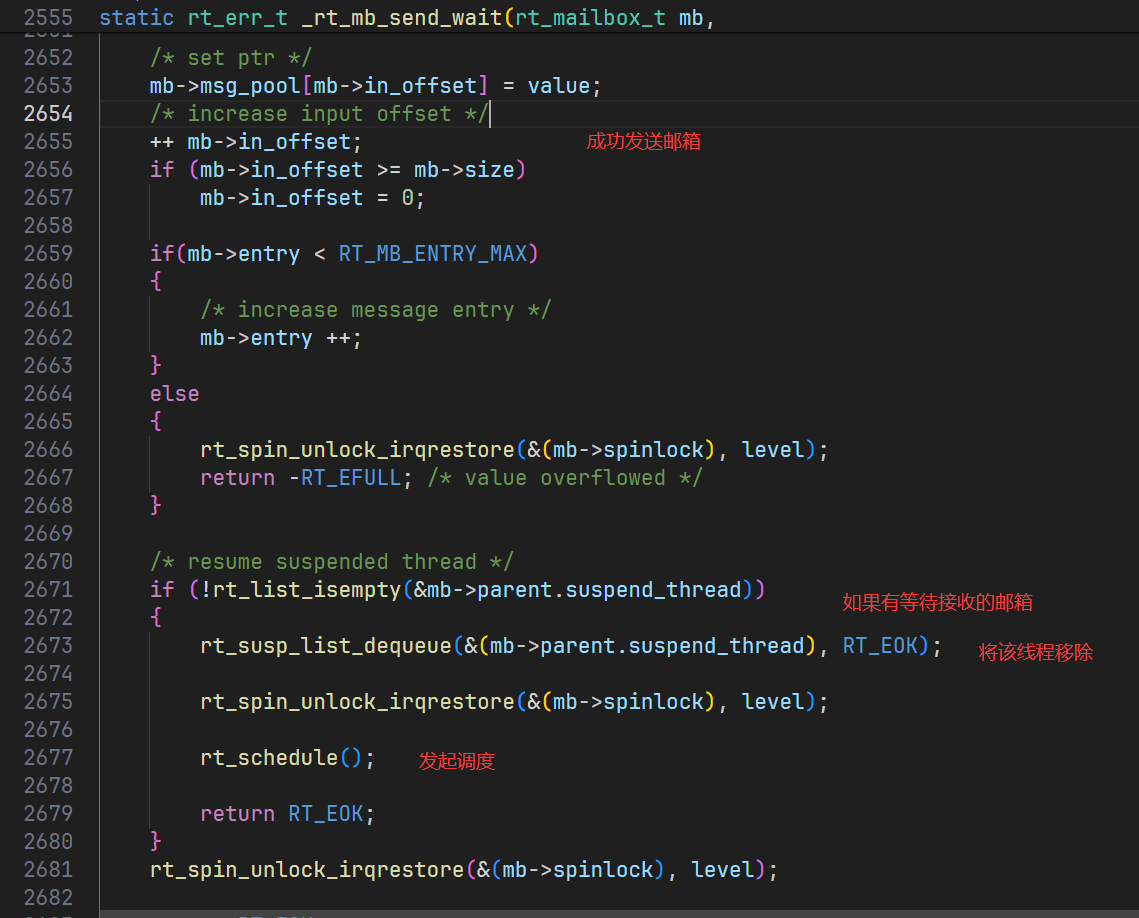 2555 static rt_err_t _rt_mb_send_wait(rt_mailbox_t mb,
2652 /* set ptr */
2653 mb->msg_pool[mb->in_offset] = value;
2654 /* increase input offset */
2655 ++ mb->in_offset; 成功发送邮箱
2656 if (mb->in_offset >= mb->size)
2657 mb->in_offset = 0;
2658
2659 if(mb->entry < RT_MB_ENTRY_MAX)
2660 {
2661 /* increase message entry */
2662 mb->entry ++;
2663 }
2664 else
2665 {
2666 rt_spin_unlock_irqrestore(&(mb->spinlock), level);
2667 return -RT_EFULL; /* value overflowed */
2668 }
2669
2670 /* resume suspended thread */
2671 if (!rt_list_isempty(&mb->parent.suspend_thread))
如果有等待接收的邮箱
2672 {
2673 rt_susp_list_dequeue(&(mb->parent.suspend_thread), RT_EOK); 将该线程移除
2674
2675 rt_spin_unlock_irqrestore(&(mb->spinlock), level);
2676
2677 rt_schedule(); 发起调度
2678
2679 return RT_EOK;
2680 }
2681 rt_spin_unlock_irqrestore(&(mb->spinlock), level);
2682